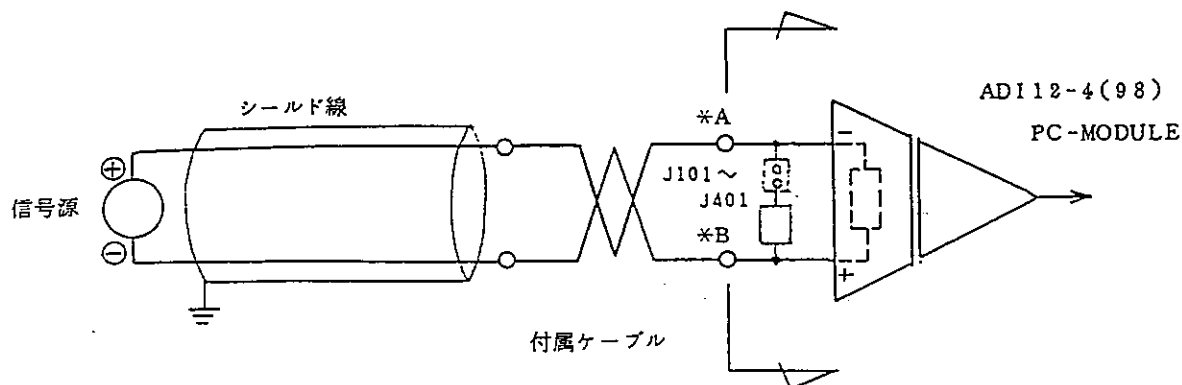 シールド線
信号源
⊕
⊖
*A
J101~
J401
*B
付属ケーブル
ADI12-4(98)
PC-MODULE
−
+